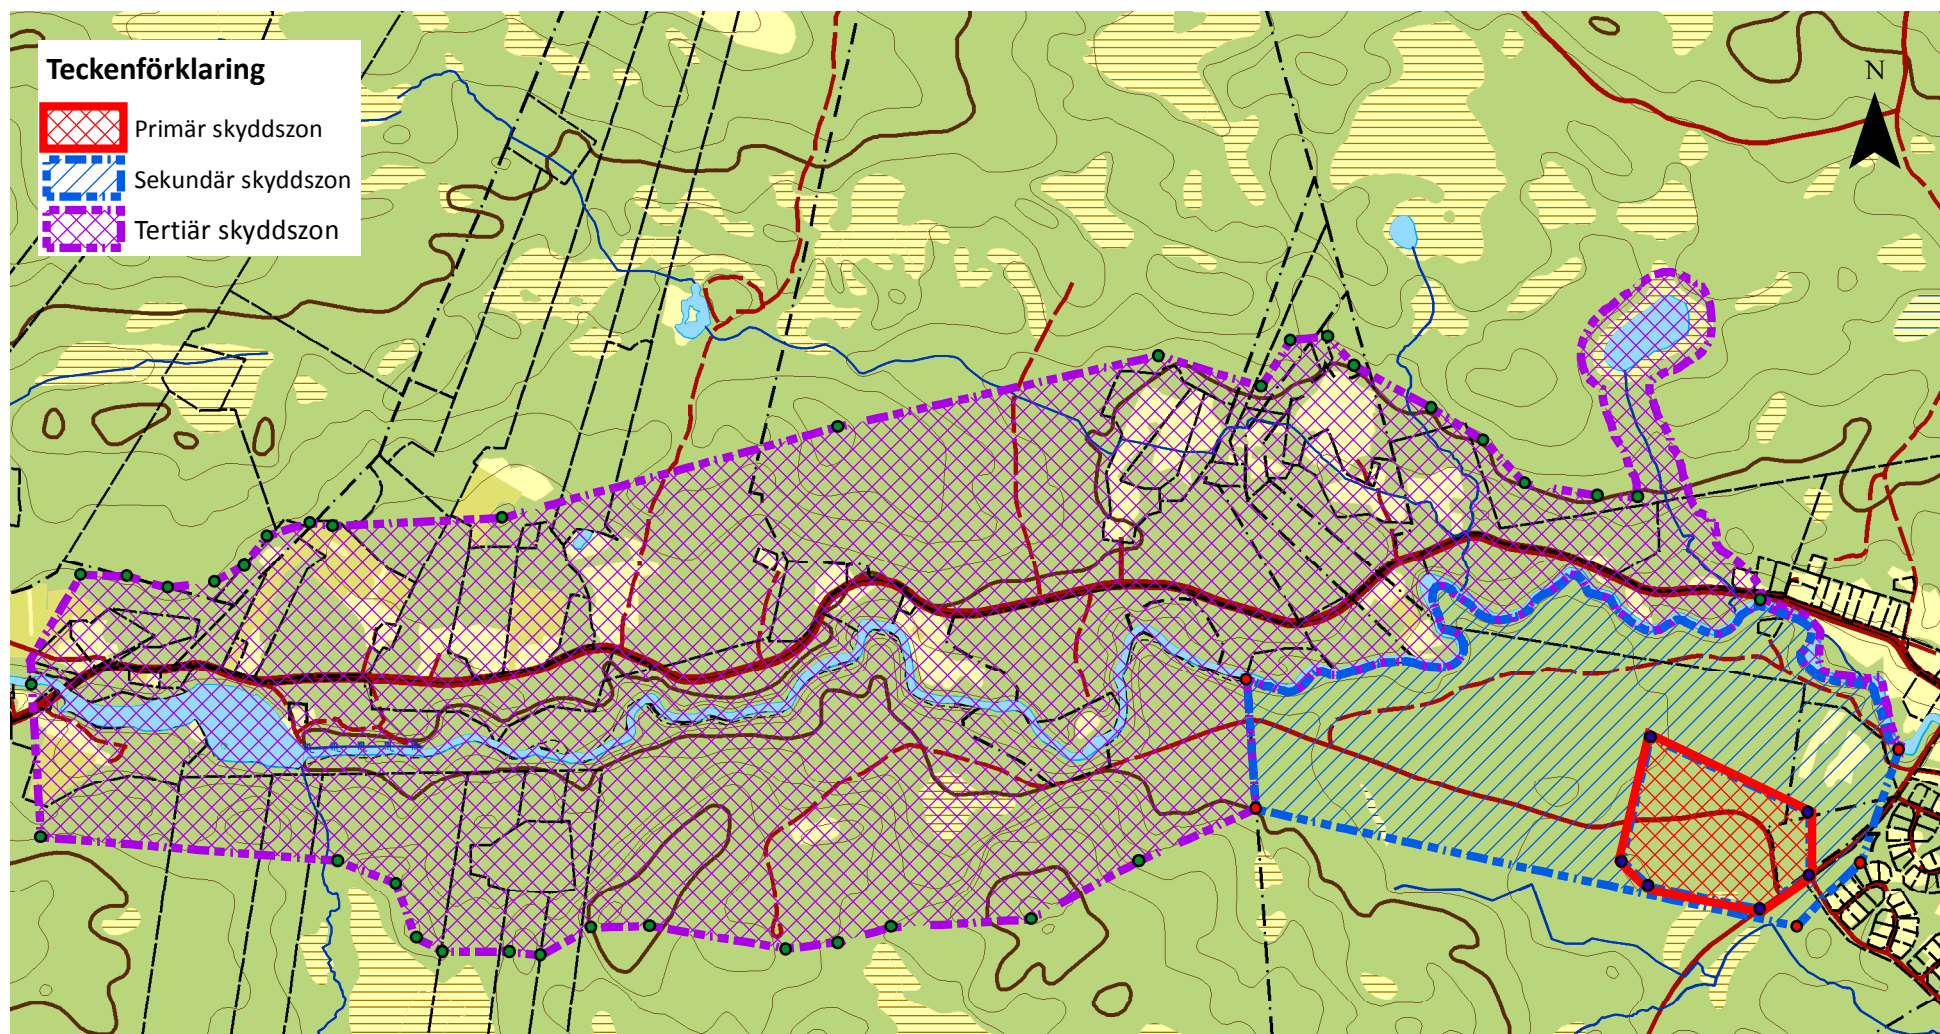 Teckenförklaring
Primär skyddszon
Sekundär skyddszon
Tertiär skyddszon
N